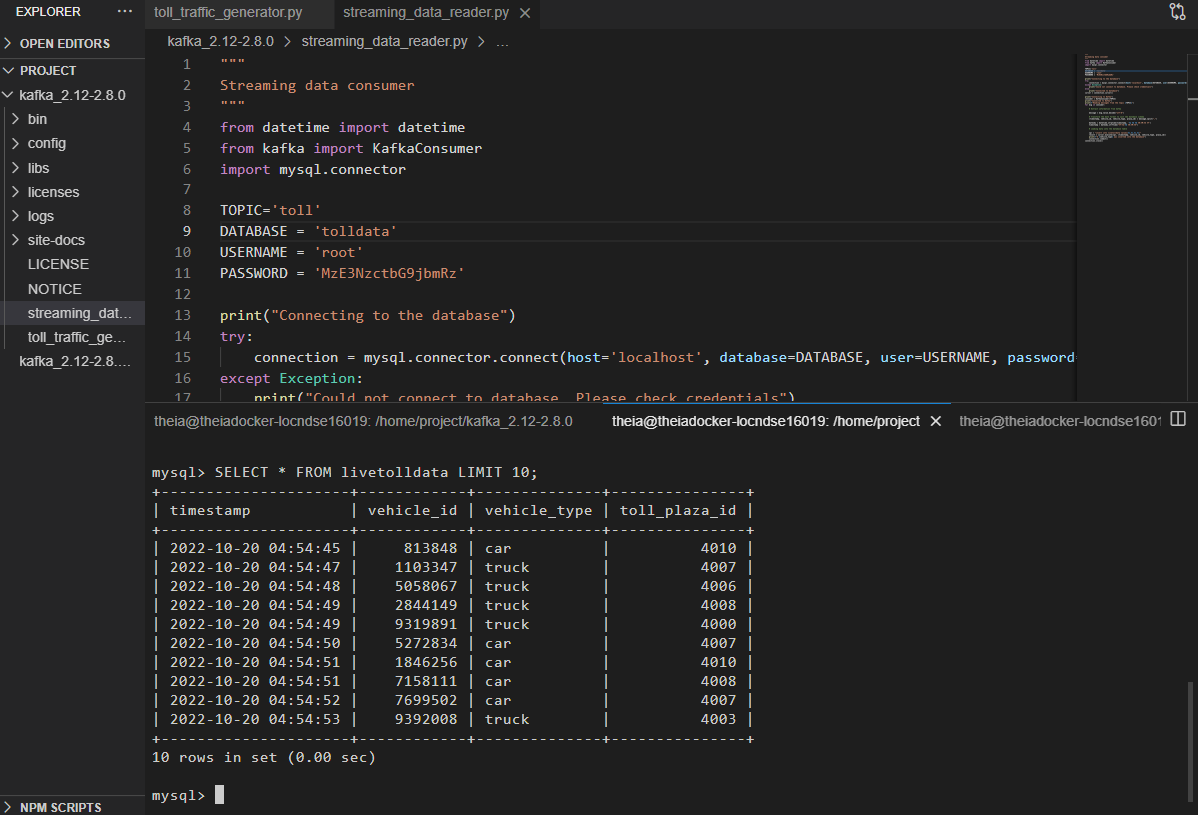 EXPLORER ···
OPEN EDITORS
PROJECT
kafka_2.12-2.8.0
bin
config
libs
licenses
logs
site-docs
LICENSE
NOTICE
streaming_dat...
toll_traffic_ge...
kafka_2.12-2.8....
NPM SCRIPTS
toll_traffic_generator.py streaming_data_reader.py
kafka_2.12-2.8.0 > streaming_data_reader.py > ...
1 """
2 Streaming data consumer
3 """
4 from datetime import datetime
5 from kafka import KafkaConsumer
6 import mysql.connector
7
8 TOPIC='toll'
9 DATABASE = 'tolldata'
10 USERNAME = 'root'
11 PASSWORD = 'MzE3NzctbG9jbmRz'
12
13 print("Connecting to the database")
14 try:
15     connection = mysql.connector.connect(host='localhost', database=DATABASE, user=USERNAME, password=
16 except Exception:
17     print("Could not connect to database. Please check credentials")
theia@theiadocker-locndse16019: /home/project/kafka_2.12-2.8.0 theia@theiadocker-locndse16019: /home/project theia@theiadocker-locndse1601
mysql> SELECT * FROM livetolldata LIMIT 10;
+---------------------+------------+--------------+---------------+
| timestamp           | vehicle_id | vehicle_type | toll_plaza_id |
+---------------------+------------+--------------+---------------+
| 2022-10-20 04:54:45 |     813848 | car          |          4010 |
| 2022-10-20 04:54:47 |    1103347 | truck        |          4007 |
| 2022-10-20 04:54:48 |    5058067 | truck        |          4006 |
| 2022-10-20 04:54:49 |    2844149 | truck        |          4008 |
| 2022-10-20 04:54:49 |    9319891 | truck        |          4000 |
| 2022-10-20 04:54:50 |    5272834 | car          |          4007 |
| 2022-10-20 04:54:51 |    1846256 | car          |          4010 |
| 2022-10-20 04:54:51 |    7158111 | car          |          4008 |
| 2022-10-20 04:54:52 |    7699502 | car          |          4007 |
| 2022-10-20 04:54:53 |    9392008 | truck        |          4003 |
+---------------------+------------+--------------+---------------+
10 rows in set (0.00 sec)
mysql>